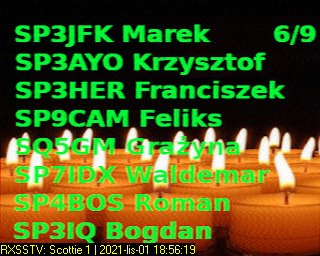 SP3JFK Marek 6/9
SP3AYO Krzysztof
SP3HER Franciszek
SP9CAM Feliks
SQ5GM Grażyna
SP7IDX Waldemar
SP4BOS Roman
SP3IQ Bogdan
RXSSTV: Scottie 1 | 2021-lis-01 18:56:19